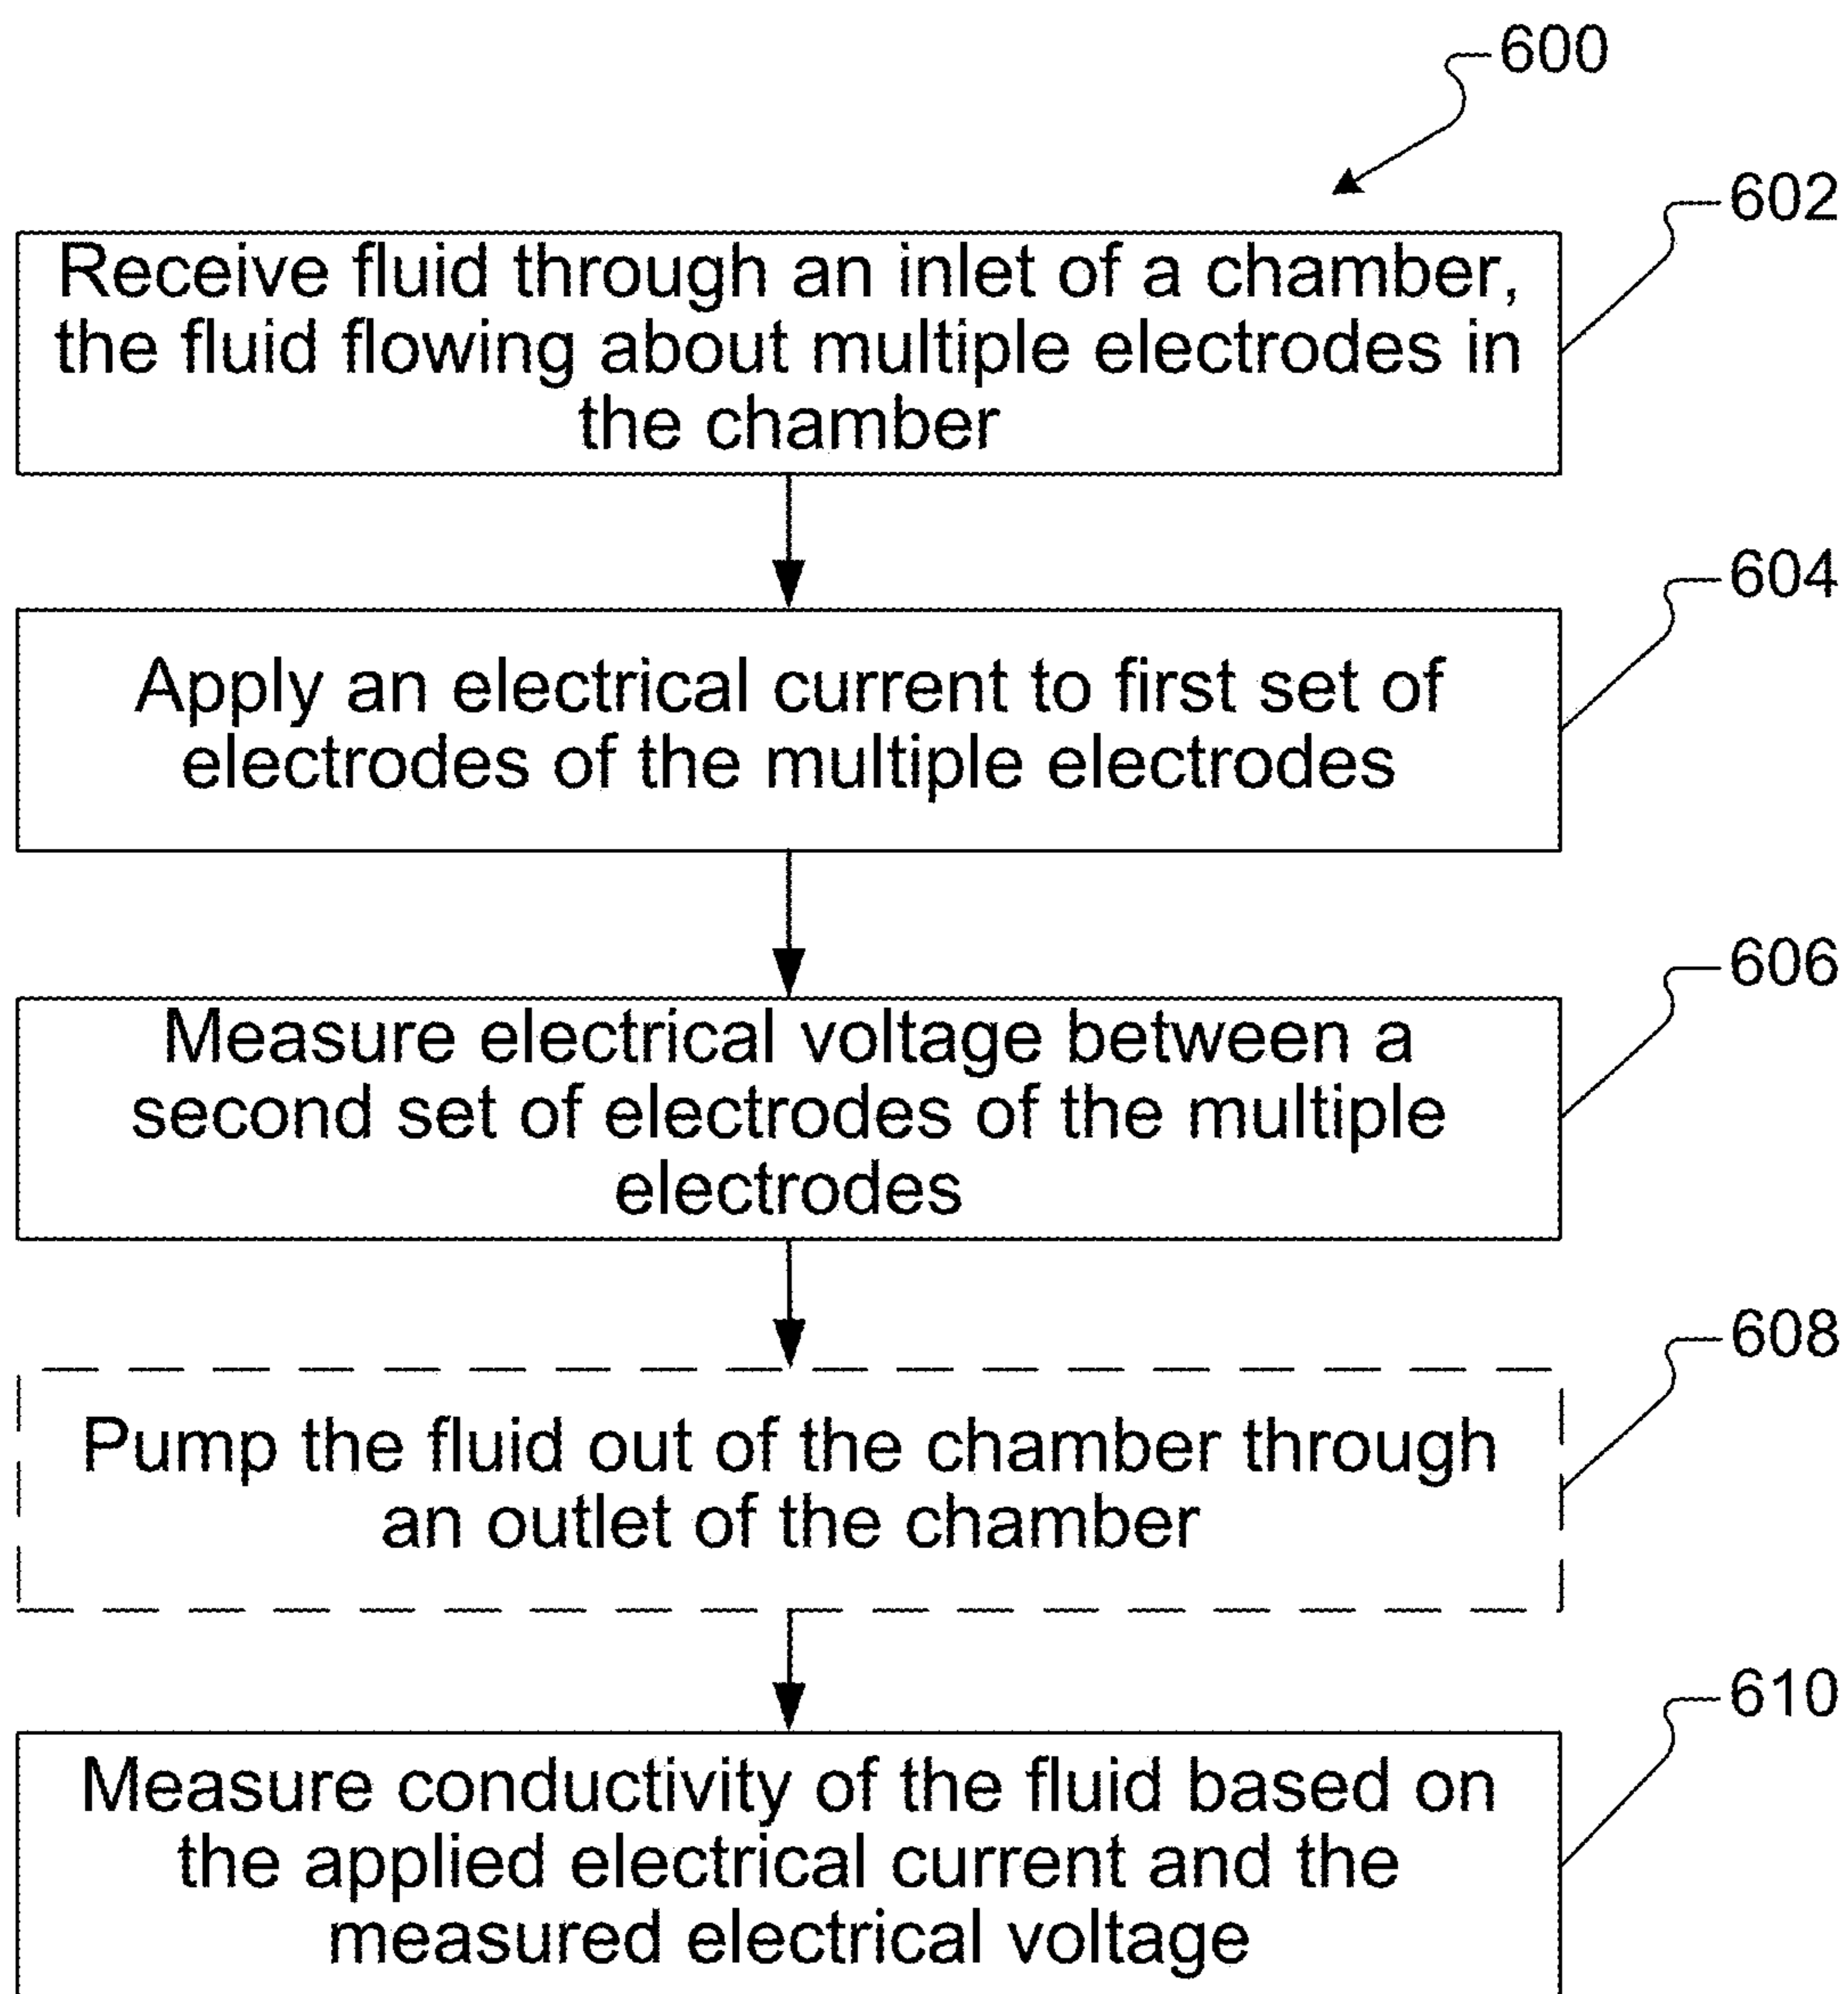 600
602
Receive fluid through an inlet of a chamber,
the fluid flowing about multiple electrodes in
the chamber
604
Apply an electrical current to first set of
electrodes of the multiple electrodes
606
Measure electrical voltage between a
second set of electrodes of the multiple
electrodes
608
Pump the fluid out of the chamber through
an outlet of the chamber
610
Measure conductivity of the fluid based on
the applied electrical current and the
measured electrical voltage